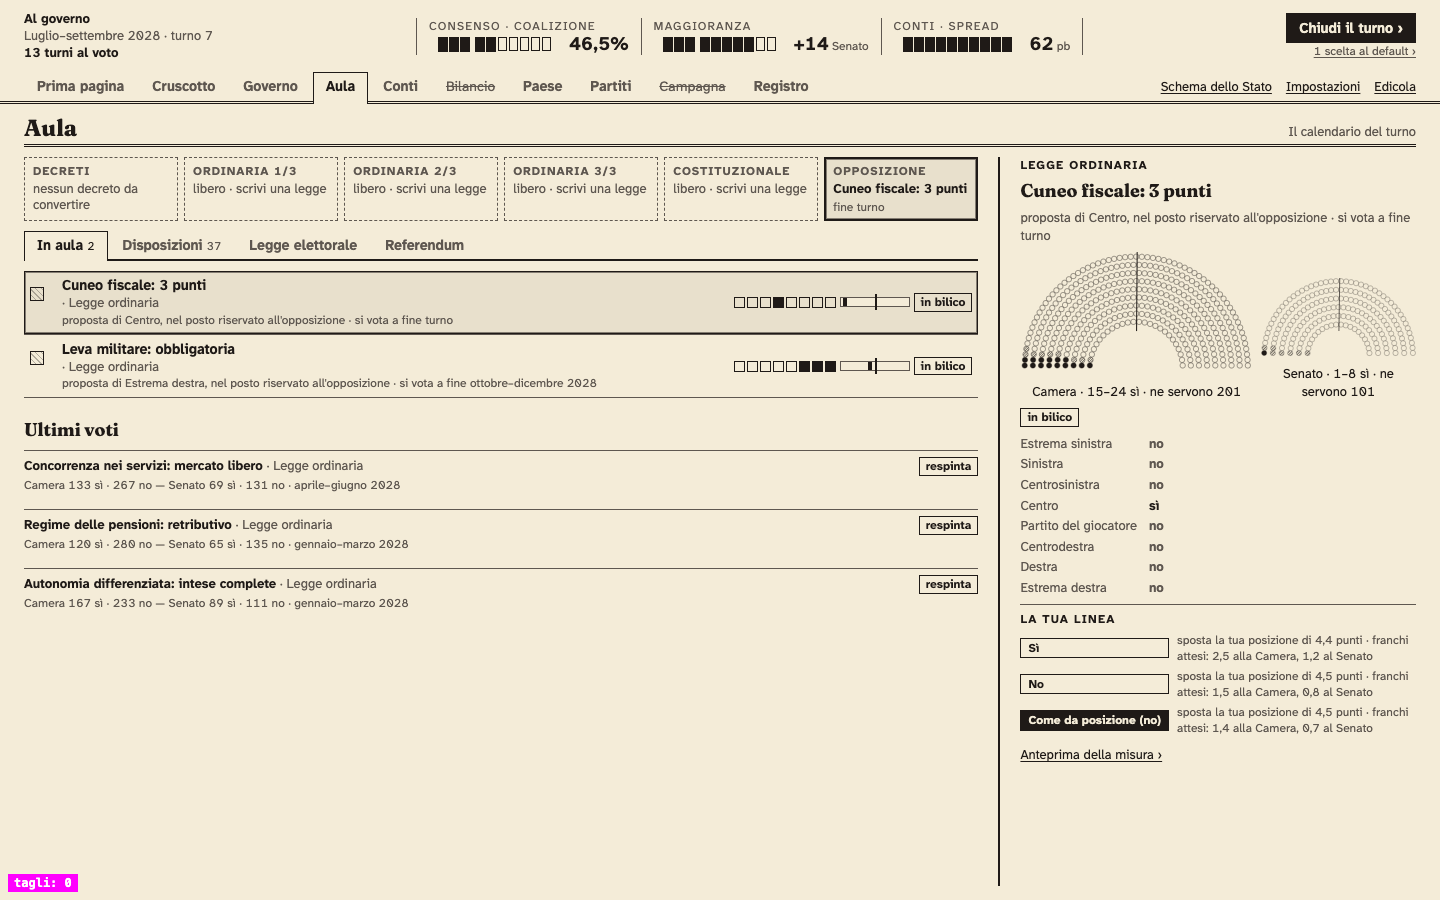 Al governo
Luglio–settembre 2028 · turno 7
13 turni al voto
CONSENSO · COALIZIONE
46,5%
MAGGIORANZA
+14 Senato
CONTI · SPREAD
62 pb
Chiudi il turno ›
1 scelta al default ›
Prima pagina
Cruscotto
Governo
Aula
Conti
Bilancio
Paese
Partiti
Campagna
Registro
Schema dello Stato
Impostazioni
Edicola
Aula
Il calendario del turno
DECRETI
nessun decreto da
convertire
ORDINARIA 1/3
libero · scrivi una legge
ORDINARIA 2/3
libero · scrivi una legge
ORDINARIA 3/3
libero · scrivi una legge
COSTITUZIONALE
libero · scrivi una legge
OPPOSIZIONE
Cuneo fiscale: 3 punti
fine turno
In aula 2
Disposizioni 37
Legge elettorale
Referendum
Cuneo fiscale: 3 punti
· Legge ordinaria
proposta di Centro, nel posto riservato all'opposizione · si vota a fine turno
in bilico
Leva militare: obbligatoria
· Legge ordinaria
proposta di Estrema destra, nel posto riservato all'opposizione · si vota a fine ottobre–dicembre 2028
in bilico
Ultimi voti
Concorrenza nei servizi: mercato libero · Legge ordinaria
Camera 133 sì · 267 no — Senato 69 sì · 131 no · aprile–giugno 2028
respinta
Regime delle pensioni: retributivo · Legge ordinaria
Camera 120 sì · 280 no — Senato 65 sì · 135 no · gennaio–marzo 2028
respinta
Autonomia differenziata: intese complete · Legge ordinaria
Camera 167 sì · 233 no — Senato 89 sì · 111 no · gennaio–marzo 2028
respinta
LEGGE ORDINARIA
Cuneo fiscale: 3 punti
proposta di Centro, nel posto riservato all'opposizione · si vota a fine
turno
Camera · 15–24 sì · ne servono 201
Senato · 1–8 sì · ne
servono 101
in bilico
Estrema sinistra no
Sinistra no
Centrosinistra no
Centro sì
Partito del giocatore no
Centrodestra no
Destra no
Estrema destra no
LA TUA LINEA
Sì
sposta la tua posizione di 4,4 punti · franchi
attesi: 2,5 alla Camera, 1,2 al Senato
No
sposta la tua posizione di 4,5 punti · franchi
attesi: 1,5 alla Camera, 0,8 al Senato
Come da posizione (no)
sposta la tua posizione di 4,5 punti · franchi
attesi: 1,4 alla Camera, 0,7 al Senato
Anteprima della misura ›
tagli: 0